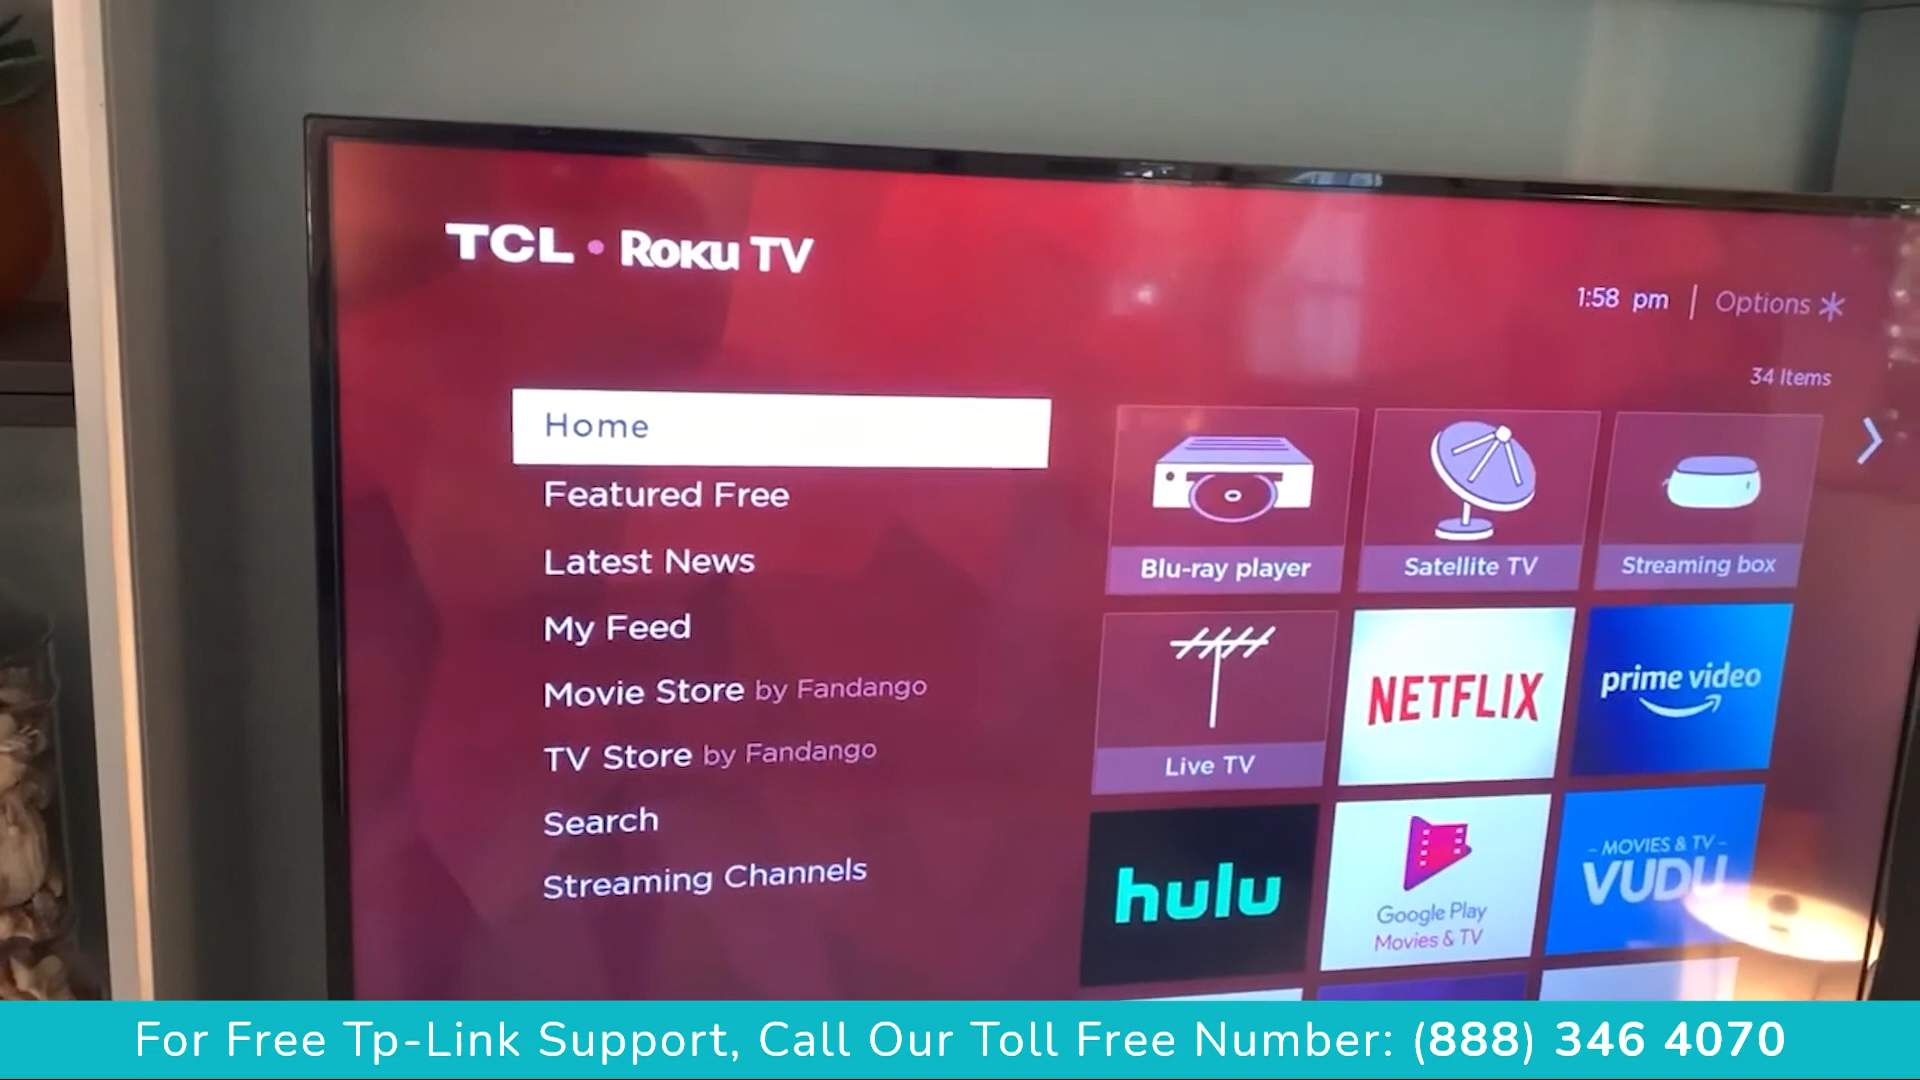 TCL • Roku TV
1:58 pm | Options *
34 Items
Home
Featured Free
Latest News
My Feed
Movie Store by Fandango
TV Store by Fandango
Search
Streaming Channels
Blu-ray player
Satellite TV
Streaming box
Live TV
NETFLIX
prime video
hulu
Google Play
Movies & TV
- MOVIES & TV -
VUDU
For Free Tp-Link Support, Call Our Toll Free Number: (888) 346 4070